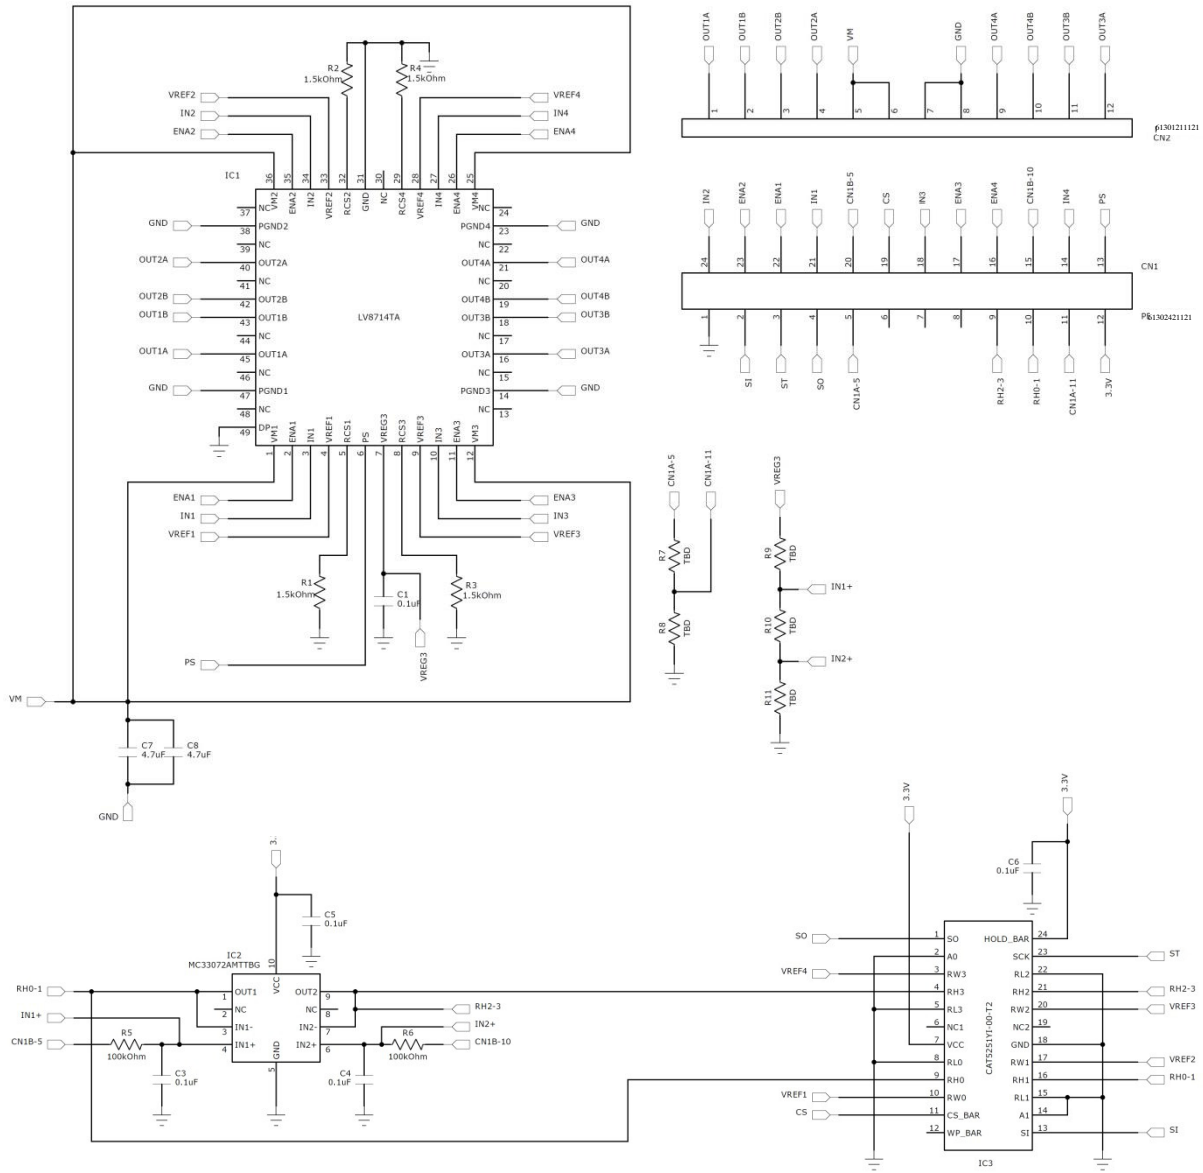 OUT1A
OUT1B
OUT2B
OUT2A
VM
GND
OUT4A
OUT4B
OUT3B
OUT3A
1
2
3
4
5
6
7
8
9
10
11
12
61301211121
CN2
R2
1.5kOhm
R4
1.5kOhm
VREF2
IN2
ENA2
VREF4
IN4
ENA4
IC1
36
35
34
33
32
31
30
29
28
27
26
25
VM2
ENA2
IN2
VREF2
RCS2
GND
NC
RCS4
VREF4
IN4
ENA4
VM4
37 NC
GND 38 PGND2
39 NC
OUT2A 40 OUT2A
41 NC
OUT2B 42 OUT2B
OUT1B 43 OUT1B
44 NC
OUT1A 45 OUT1A
46 NC
GND 47 PGND1
48 NC
49 DP
LV8714TA
NC 24
PGND4 23 GND
NC 22
OUT4A 21 OUT4A
NC 20
OUT4B 19 OUT4B
OUT3B 18 OUT3B
NC 17
OUT3A 16 OUT3A
NC 15
PGND3 14 GND
NC 13
VM1
ENA1
IN1
VREF1
RCS1
PS
VREG3
RCS3
VREF3
IN3
ENA3
VM3
1
2
3
4
5
6
7
8
9
10
11
12
ENA1
IN1
VREF1
ENA3
IN3
VREF3
R1
1.5kOhm
C1
0.1uF
R3
1.5kOhm
PS
VREG3
VM
C7
4.7uF
C8
4.7uF
GND
IN2
ENA2
ENA1
IN1
CN1B-5
CS
IN3
ENA3
ENA4
CN1B-10
IN4
PS
24
23
22
21
20
19
18
17
16
15
14
13
CN1
1
2
3
4
5
6
7
8
9
10
11
12
61302421121
SI
ST
SO
CN1A-5
RH2-3
RH0-1
CN1A-11
3.3V
CN1A-5
CN1A-11
VREG3
R7
TBD
R8
TBD
R9
TBD
IN1+
R10
TBD
IN2+
R11
TBD
C5
0.1uF
IC2
MC33072AMTTBG
10
VCC
RH0-1
IN1+
CN1B-5
R5
100kOhm
C3
0.1uF
OUT1 1
NC 2
IN1- 3
IN1+ 4
GND
5
OUT2 9
NC 8
IN2- 7
IN2+ 6
RH2-3
IN2+
R6
100kOhm
CN1B-10
C4
0.1uF
3.3V
3.3V
C6
0.1uF
SO 1 SO
2 A0
VREF4 3 RW3
4 RH3
5 RL3
6 NC1
7 VCC
8 RL0
9 RH0
VREF1 10 RW0
CS 11 CS_BAR
12 WP_BAR
CAT5251YI-00-T2
HOLD_BAR 24
SCK 23 ST
RL2 22
RH2 21 RH2-3
RW2 20 VREF3
NC2 19
GND 18
RW1 17 VREF2
RH1 16 RH0-1
RL1 15
A1 14
SI 13 SI
IC3